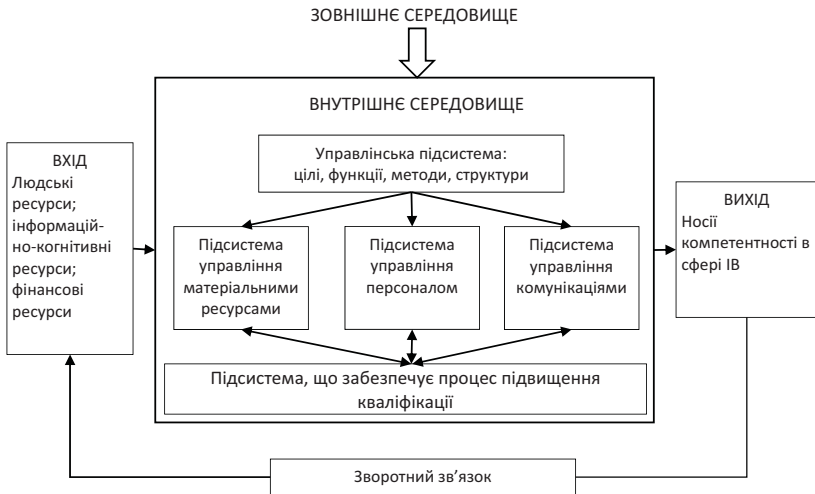 ЗОВНІШНЄ СЕРЕДОВИЩЕ
ВНУТРІШНЄ СЕРЕДОВИЩЕ
Управлінська підсистема:
цілі, функції, методи, структури
ВХІД
Людські
ресурси;
інформацій-
но-когнітивні
ресурси;
фінансові
ресурси
Підсистема
управління
матеріальними
ресурсами
Підсистема
управління
персоналом
Підсистема
управління
комунікаціями
ВИХІД
Носії
компетентності в
сфері ІВ
Підсистема, що забезпечує процес підвищення
кваліфікації
Зворотний зв’язок